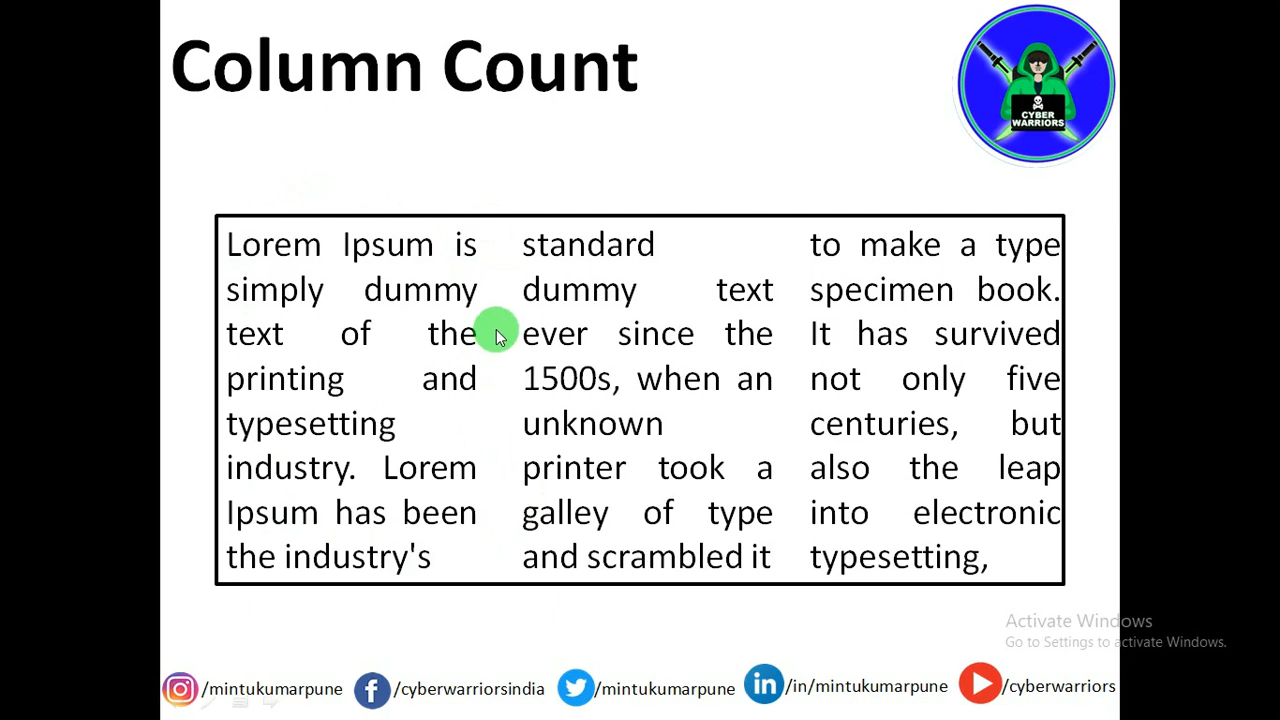 Column Count
CYBER
WARRIORS
Lorem Ipsum is
simply dummy
text of the
printing and
typesetting
industry. Lorem
Ipsum has been
the industry's
standard
dummy text
ever since the
1500s, when an
unknown
printer took a
galley of type
and scrambled it
to make a type
specimen book.
It has survived
not only five
centuries, but
also the leap
into electronic
typesetting,
Activate Windows
Go to Settings to activate Windows.
/mintukumarpune
/cyberwarriorsindia
/mintukumarpune
/in/mintukumarpune
/cyberwarriors